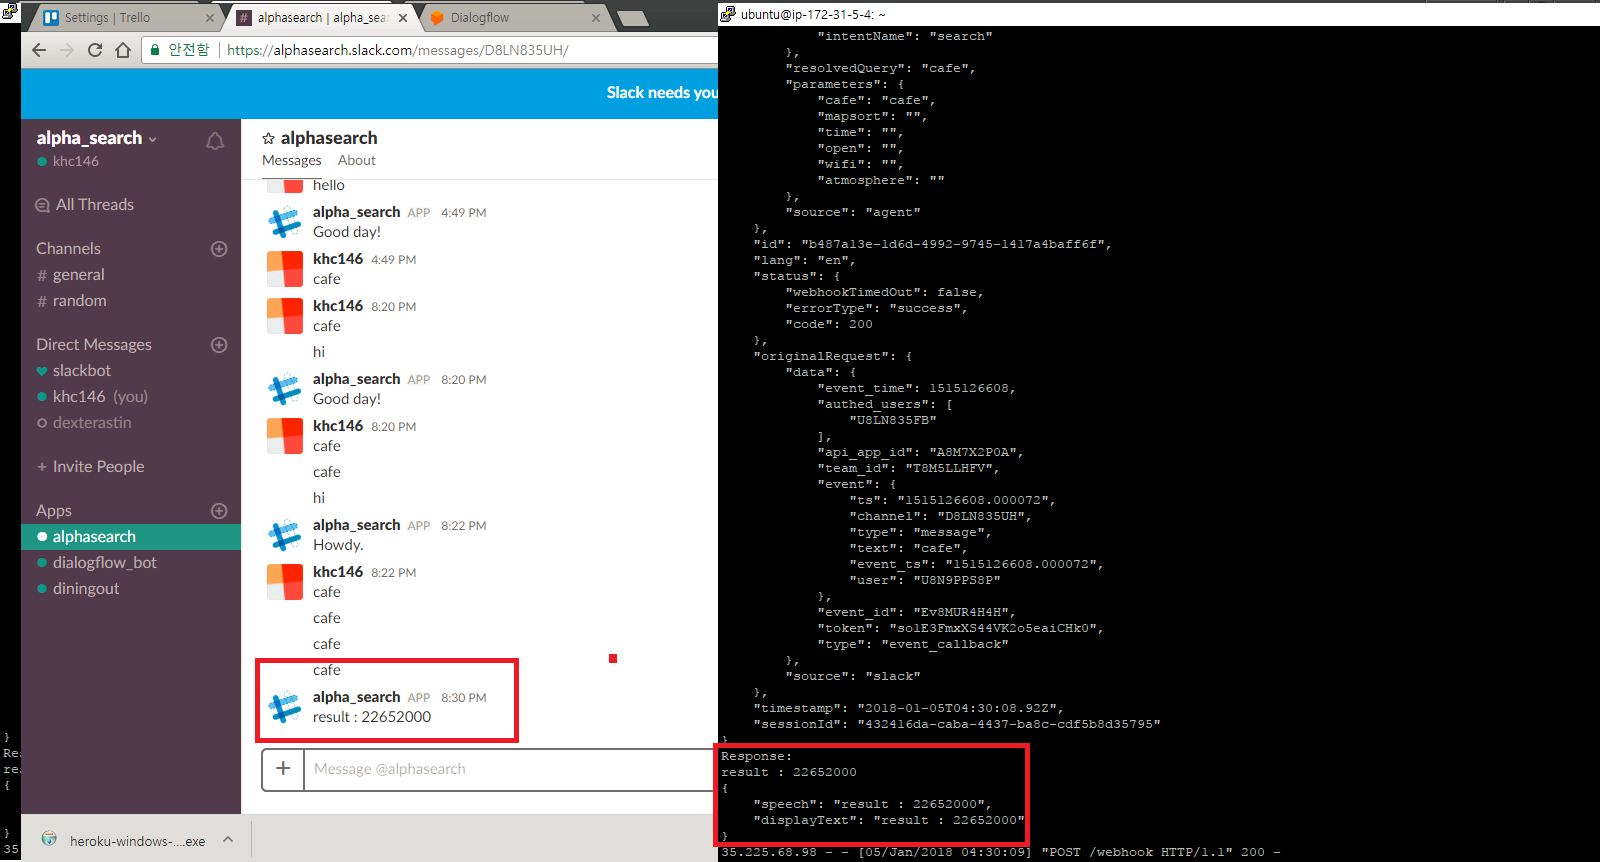 Settings | Trello
alphasearch | alpha_sea
Dialogflow
안전함
https://alphasearch.slack.com/messages/D8LN835UH/
Slack needs you
alpha_search
khc146
All Threads
Channels
# general
# random
Direct Messages
slackbot
khc146 (you)
dexterastin
+ Invite People
Apps
alphasearch
dialogflow_bot
diningout
alphasearch
Messages
About
hello
alpha_search APP 4:49 PM
Good day!
khc146 4:49 PM
cafe
khc146 8:20 PM
cafe
hi
alpha_search APP 8:20 PM
Good day!
khc146 8:20 PM
cafe
cafe
hi
alpha_search APP 8:22 PM
Howdy.
khc146 8:22 PM
cafe
cafe
cafe
cafe
alpha_search APP 8:30 PM
result : 22652000
+
Message @alphasearch
heroku-windows-....exe
}
Re
re
{
}
35
ubuntu@ip-172-31-5-4: ~
"intentName": "search"
},
"resolvedQuery": "cafe",
"parameters": {
"cafe": "cafe",
"mapsort": "",
"time": "",
"open": "",
"wifi": "",
"atmosphere": ""
},
"source": "agent"
},
"id": "b487a13e-1d6d-4992-9745-1417a4baff6f",
"lang": "en",
"status": {
"webhookTimedOut": false,
"errorType": "success",
"code": 200
},
"originalRequest": {
"data": {
"event_time": 1515126608,
"authed_users": [
"U8LN835FB"
],
"api_app_id": "A8M7X2P0A",
"team_id": "T8M5LLHFV",
"event": {
"ts": "1515126608.000072",
"channel": "D8LN835UH",
"type": "message",
"text": "cafe",
"event_ts": "1515126608.000072",
"user": "U8N9PPS8P"
},
"event_id": "Ev8MUR4H4H",
"token": "solE3FmxXS44VK2o5eaiCHk0",
"type": "event_callback"
},
"source": "slack"
},
"timestamp": "2018-01-05T04:30:08.92Z",
"sessionId": "432416da-caba-4437-ba8c-cdf5b8d35795"
}
Response:
result : 22652000
{
"speech": "result : 22652000",
"displayText": "result : 22652000"
}
35.225.68.98 - - [05/Jan/2018 04:30:09] "POST /webhook HTTP/1.1" 200 -